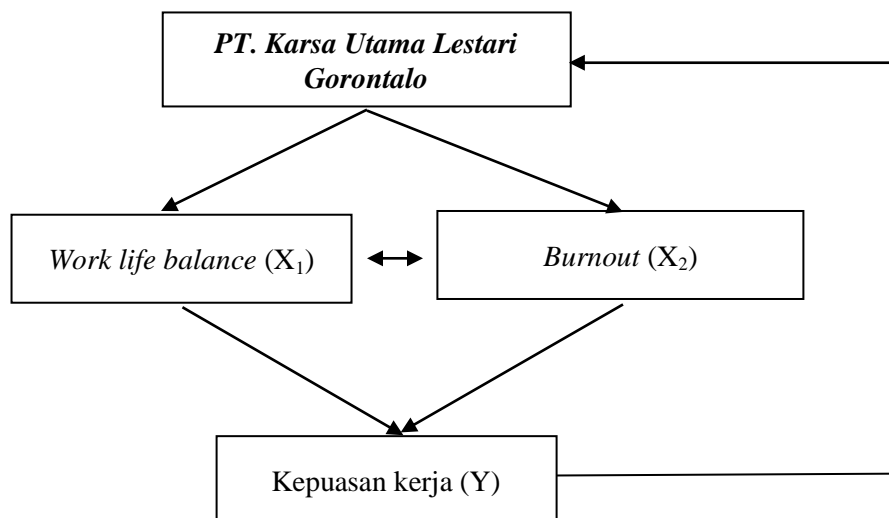 PT. Karsa Utama Lestari
Gorontalo
Work life balance (X₁)
Burnout (X₂)
Kepuasan kerja (Y)